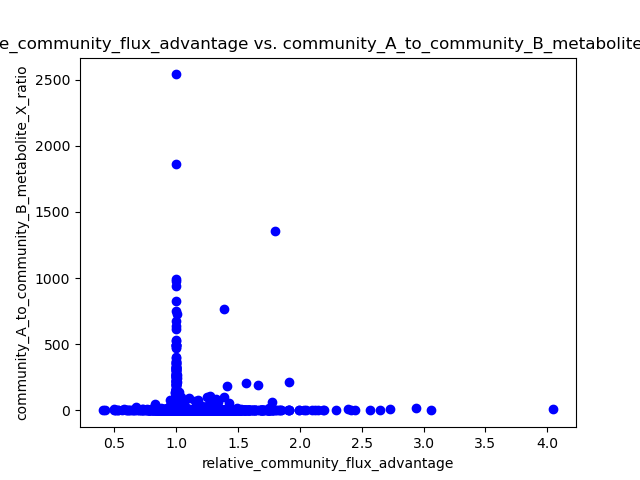 e_community_flux_advantage vs. community_A_to_community_B_metabolite
community_A_to_community_B_metabolite_X_ratio
2500
2000
1500
1000
500
0
0.5 1.0 1.5 2.0 2.5 3.0 3.5 4.0
relative_community_flux_advantage